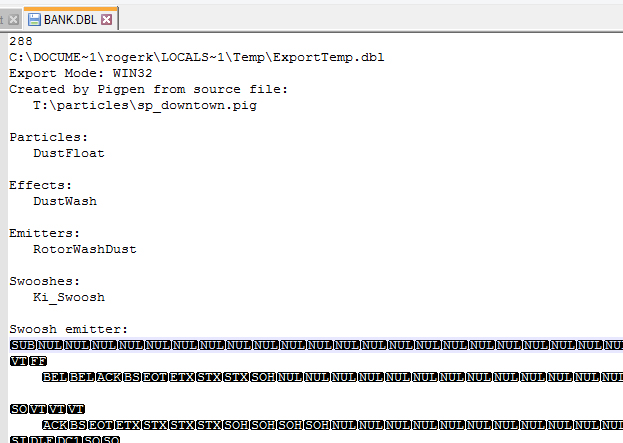 BANK.DBL
288
C:\DOCUME~1\rogerk\LOCALS~1\Temp\ExportTemp.dbl
Export Mode: WIN32
Created by Pigpen from source file:
T:\particles\sp_downtown.pig
Particles:
DustFloat
Effects:
DustWash
Emitters:
RotorWashDust
Swooshes:
Ki_Swoosh
Swoosh emitter:
SUB NUL NUL NUL NUL NUL NUL NUL NUL NUL NUL NUL NUL NUL NUL NUL NUL NUL NUL NUL NUL NUL
VT FF
BEL BEL ACK BS EOT ETX STX STX SOH NUL NUL NUL NUL NUL NUL NUL NUL NUL NUL NUL NUL
SO VT VT VT
ACK BS EOT ETX STX STX STX SOH SOH SOH SOH NUL NUL NUL NUL NUL NUL NUL NUL NUL NUL
SI DLE DC1 SO SO